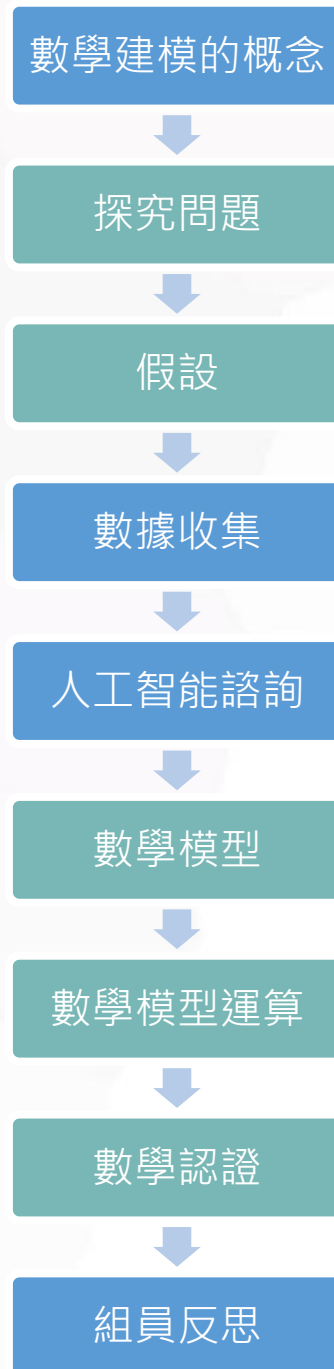 數學建模的概念
探究問題
假設
數據收集
人工智能諮詢
數學模型
數學模型運算
數學認證
組員反思